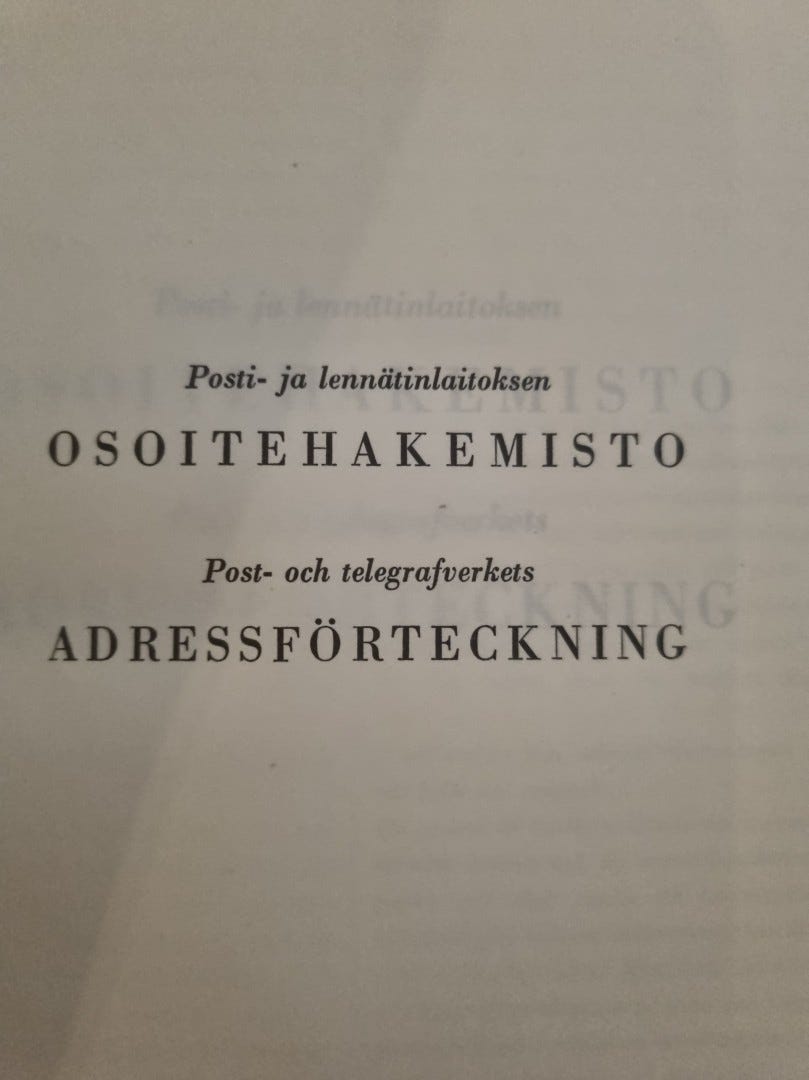 Posti- ja lennätinlaitoksen
OSOITEHAKEMISTO
Post- och telegrafverkets
ADRESSFÖRTECKNING